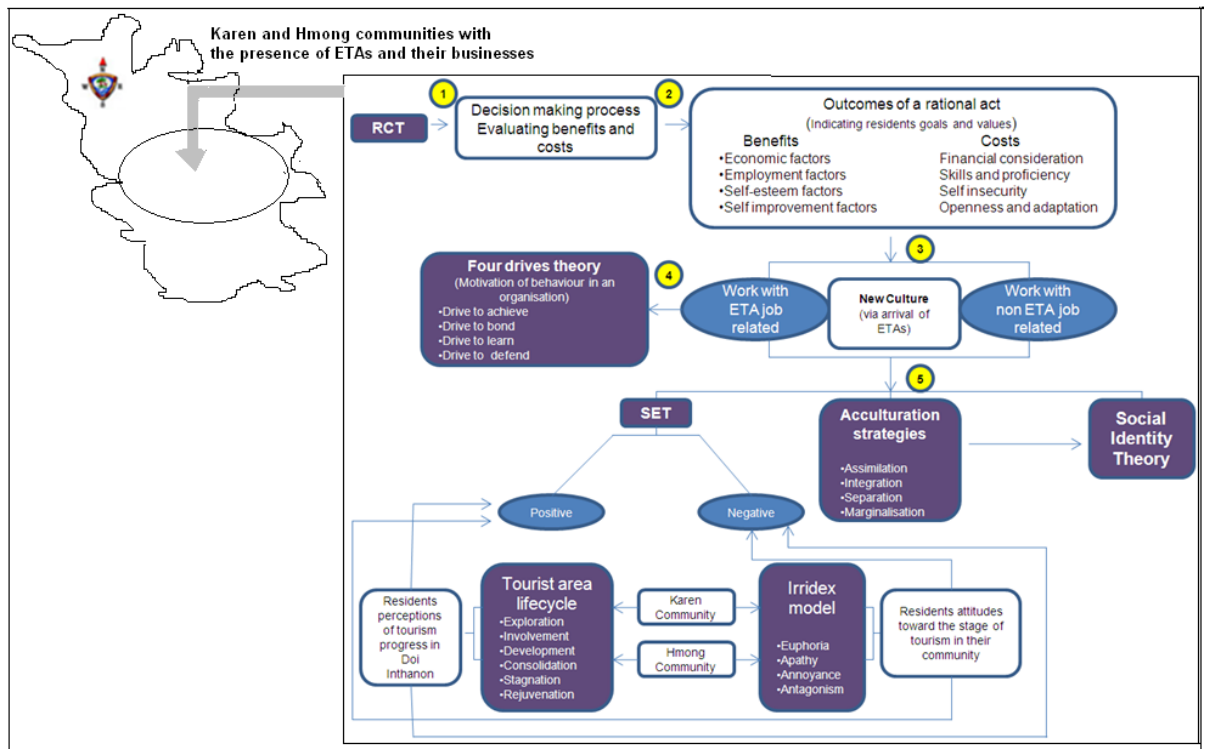 Karen and Hmong communities with
the presence of ETAs and their businesses
RCT
1
Decision making process
Evaluating benefits and
costs
2
Outcomes of a rational act
(Indicating residents goals and values)
Benefits
•Economic factors
•Employment factors
•Self-esteem factors
•Self improvement factors
Costs
Financial consideration
Skills and proficiency
Self insecurity
Openness and adaptation
3
Four drives theory
(Motivation of behaviour in an
organisation)
•Drive to achieve
•Drive to bond
•Drive to learn
•Drive to defend
4
Work with
ETA job
related
New Culture
(via arrival of
ETAs)
Work with
non ETA job
related
5
SET
Acculturation
strategies
•Assimilation
•Integration
•Separation
•Marginalisation
Social
Identity
Theory
Positive
Negative
Residents
perceptions
of tourism
progress in
Doi
Inthanon
Tourist area
lifecycle
•Exploration
•Involvement
•Development
•Consolidation
•Stagnation
•Rejuvenation
Karen
Community
Hmong
Community
Irridex
model
•Euphoria
•Apathy
•Annoyance
•Antagonism
Residents attitudes
toward the stage of
tourism in their
community